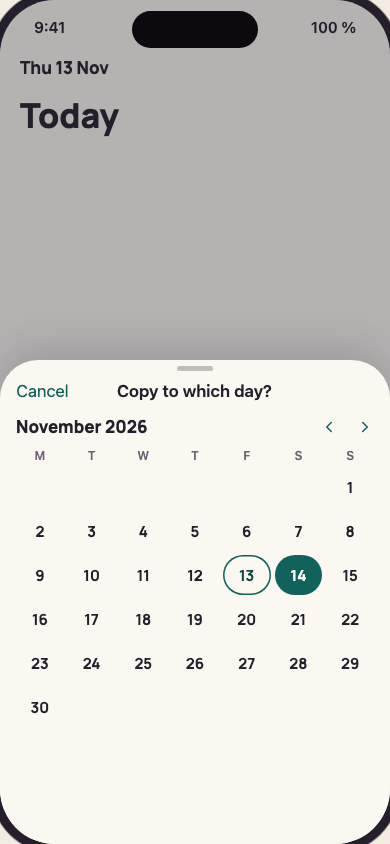 9:41 100 %
Thu 13 Nov
Today
Cancel Copy to which day?
November 2026
M T W T F S S
1
2 3 4 5 6 7 8
9 10 11 12 13 14 15
16 17 18 19 20 21 22
23 24 25 26 27 28 29
30